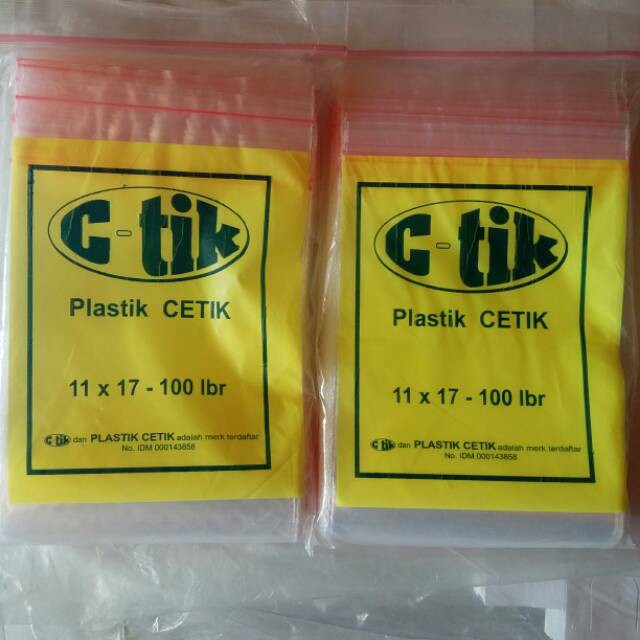 C-tik
Plastik CETIK
11 x 17 - 100 lbr
C-tik dan PLASTIK CETIK adalah merk terdaftar
No. IDM 000143858
C-tik
Plastik CETIK
11 x 17 - 100 lbr
C-tik dan PLASTIK CETIK adalah merk terdaftar
No. IDM 000143858